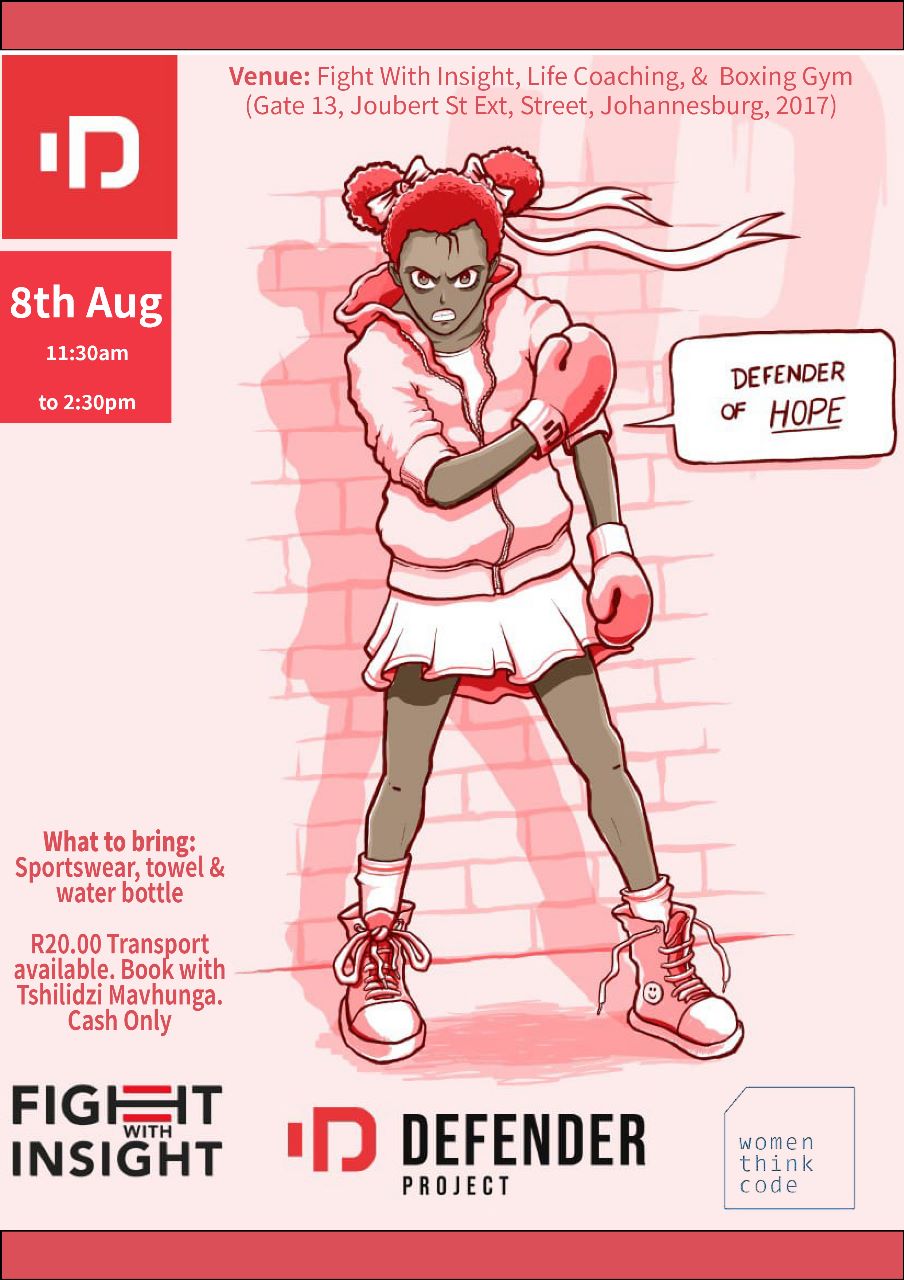 Venue: Fight With Insight, Life Coaching, & Boxing Gym
(Gate 13, Joubert St Ext, Street, Johannesburg, 2017)
8th Aug
11:30am
to 2:30pm
DEFENDER
OF HOPE
What to bring:
Sportswear, towel &
water bottle
R20.00 Transport
available. Book with
Tshilidzi Mavhunga.
Cash Only
FIGHT
WITH
INSIGHT
D
DEFENDER
PROJECT
women
think
code